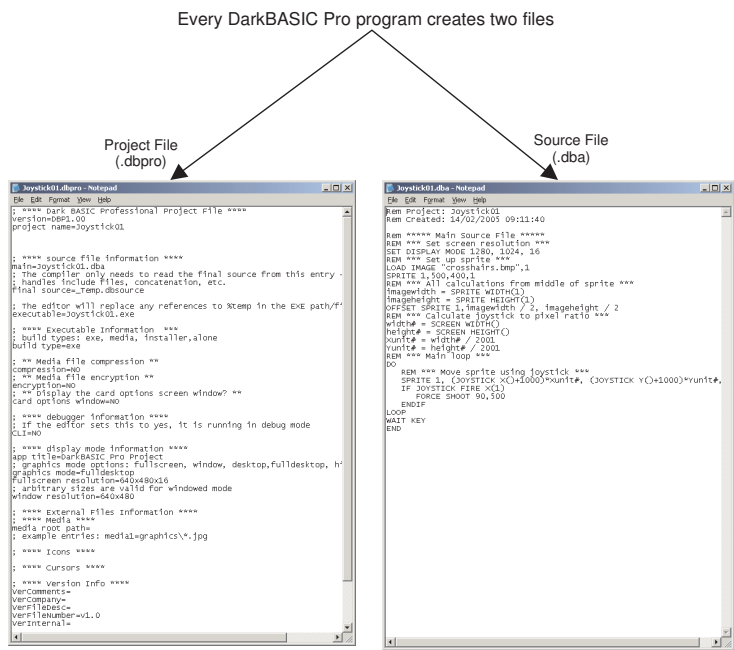 Every DarkBASIC Pro program creates two files
Project File
(.dbpro)
Joystick01.dbpro - Notepad
File Edit Format View Help
; **** Dark BASIC Professional Project File ****
version=DBP1.00
project name=Joystick01
; **** source file information ****
main=Joystick01.dba
; The compiler only needs to read the final source from this entry -
; handles include files, concatenation, etc.
final source=_Temp.dbsource
; The editor will replace any references to %temp in the EXE path/f
executable=Joystick01.exe
; **** Executable Information ***
; build types: exe, media, installer,alone
build type=exe
; ** Media file compression **
compression=NO
; ** Media file encryption **
encryption=NO
; ** Display the card options screen window? **
card options window=NO
; **** debugger information ****
; If the editor sets this to yes, it is running in debug mode
CLI=NO
; **** display mode information ****
app title=DarkBASIC Pro Project
; graphics mode options: fullscreen, window, desktop,fulldesktop, h
graphics mode=fulldesktop
fullscreen resolution=640x480x16
; arbitrary sizes are valid for windowed mode
window resolution=640x480
; **** External Files Information ****
; **** Media ****
media root path=
; example entries: media1=graphics\*.jpg
; **** Icons ****
; **** Cursors ****
; **** Version Info ****
VerComments=
VerCompany=
VerFileDesc=
VerFileNumber=v1.0
VerInternal=
Source File
(.dba)
Joystick01.dba - Notepad
File Edit Format View Help
Rem Project: Joystick01
Rem Created: 14/02/2005 09:11:40
Rem ***** Main Source File *****
REM *** Set screen resolution ***
SET DISPLAY MODE 1280, 1024, 16
REM *** Set up sprite ***
LOAD IMAGE "crosshairs.bmp",1
SPRITE 1,500,400,1
REM *** All calculations from middle of sprite ***
imagewidth = SPRITE WIDTH(1)
imageheight = SPRITE HEIGHT(1)
OFFSET SPRITE 1,imagewidth / 2, imageheight / 2
REM *** Calculate joystick to pixel ratio ***
width# = SCREEN WIDTH()
height# = SCREEN HEIGHT()
Xunit# = width# / 2001
Yunit# = height# / 2001
REM *** Main loop ***
DO
REM *** Move sprite using joystick ***
SPRITE 1, (JOYSTICK X()+1000)*Xunit#, (JOYSTICK Y()+1000)*Yunit#,
IF JOYSTICK FIRE X(1)
FORCE SHOOT 90,500
ENDIF
LOOP
WAIT KEY
END